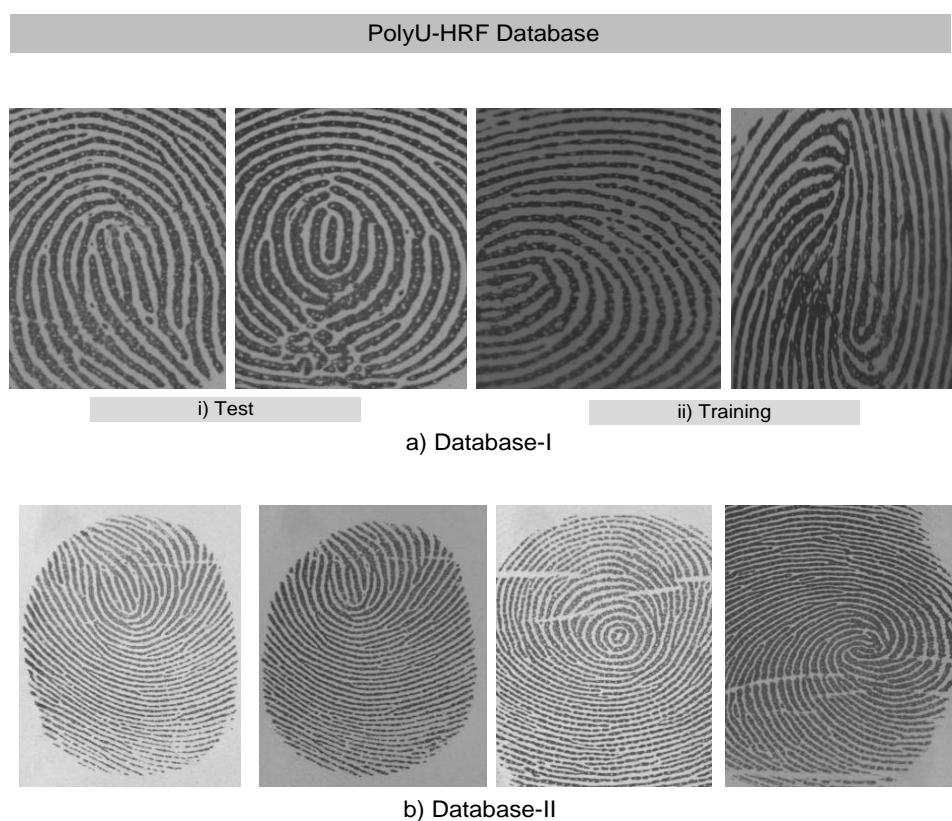 PolyU-HRF Database
i) Test
ii) Training
a) Database-I
b) Database-II